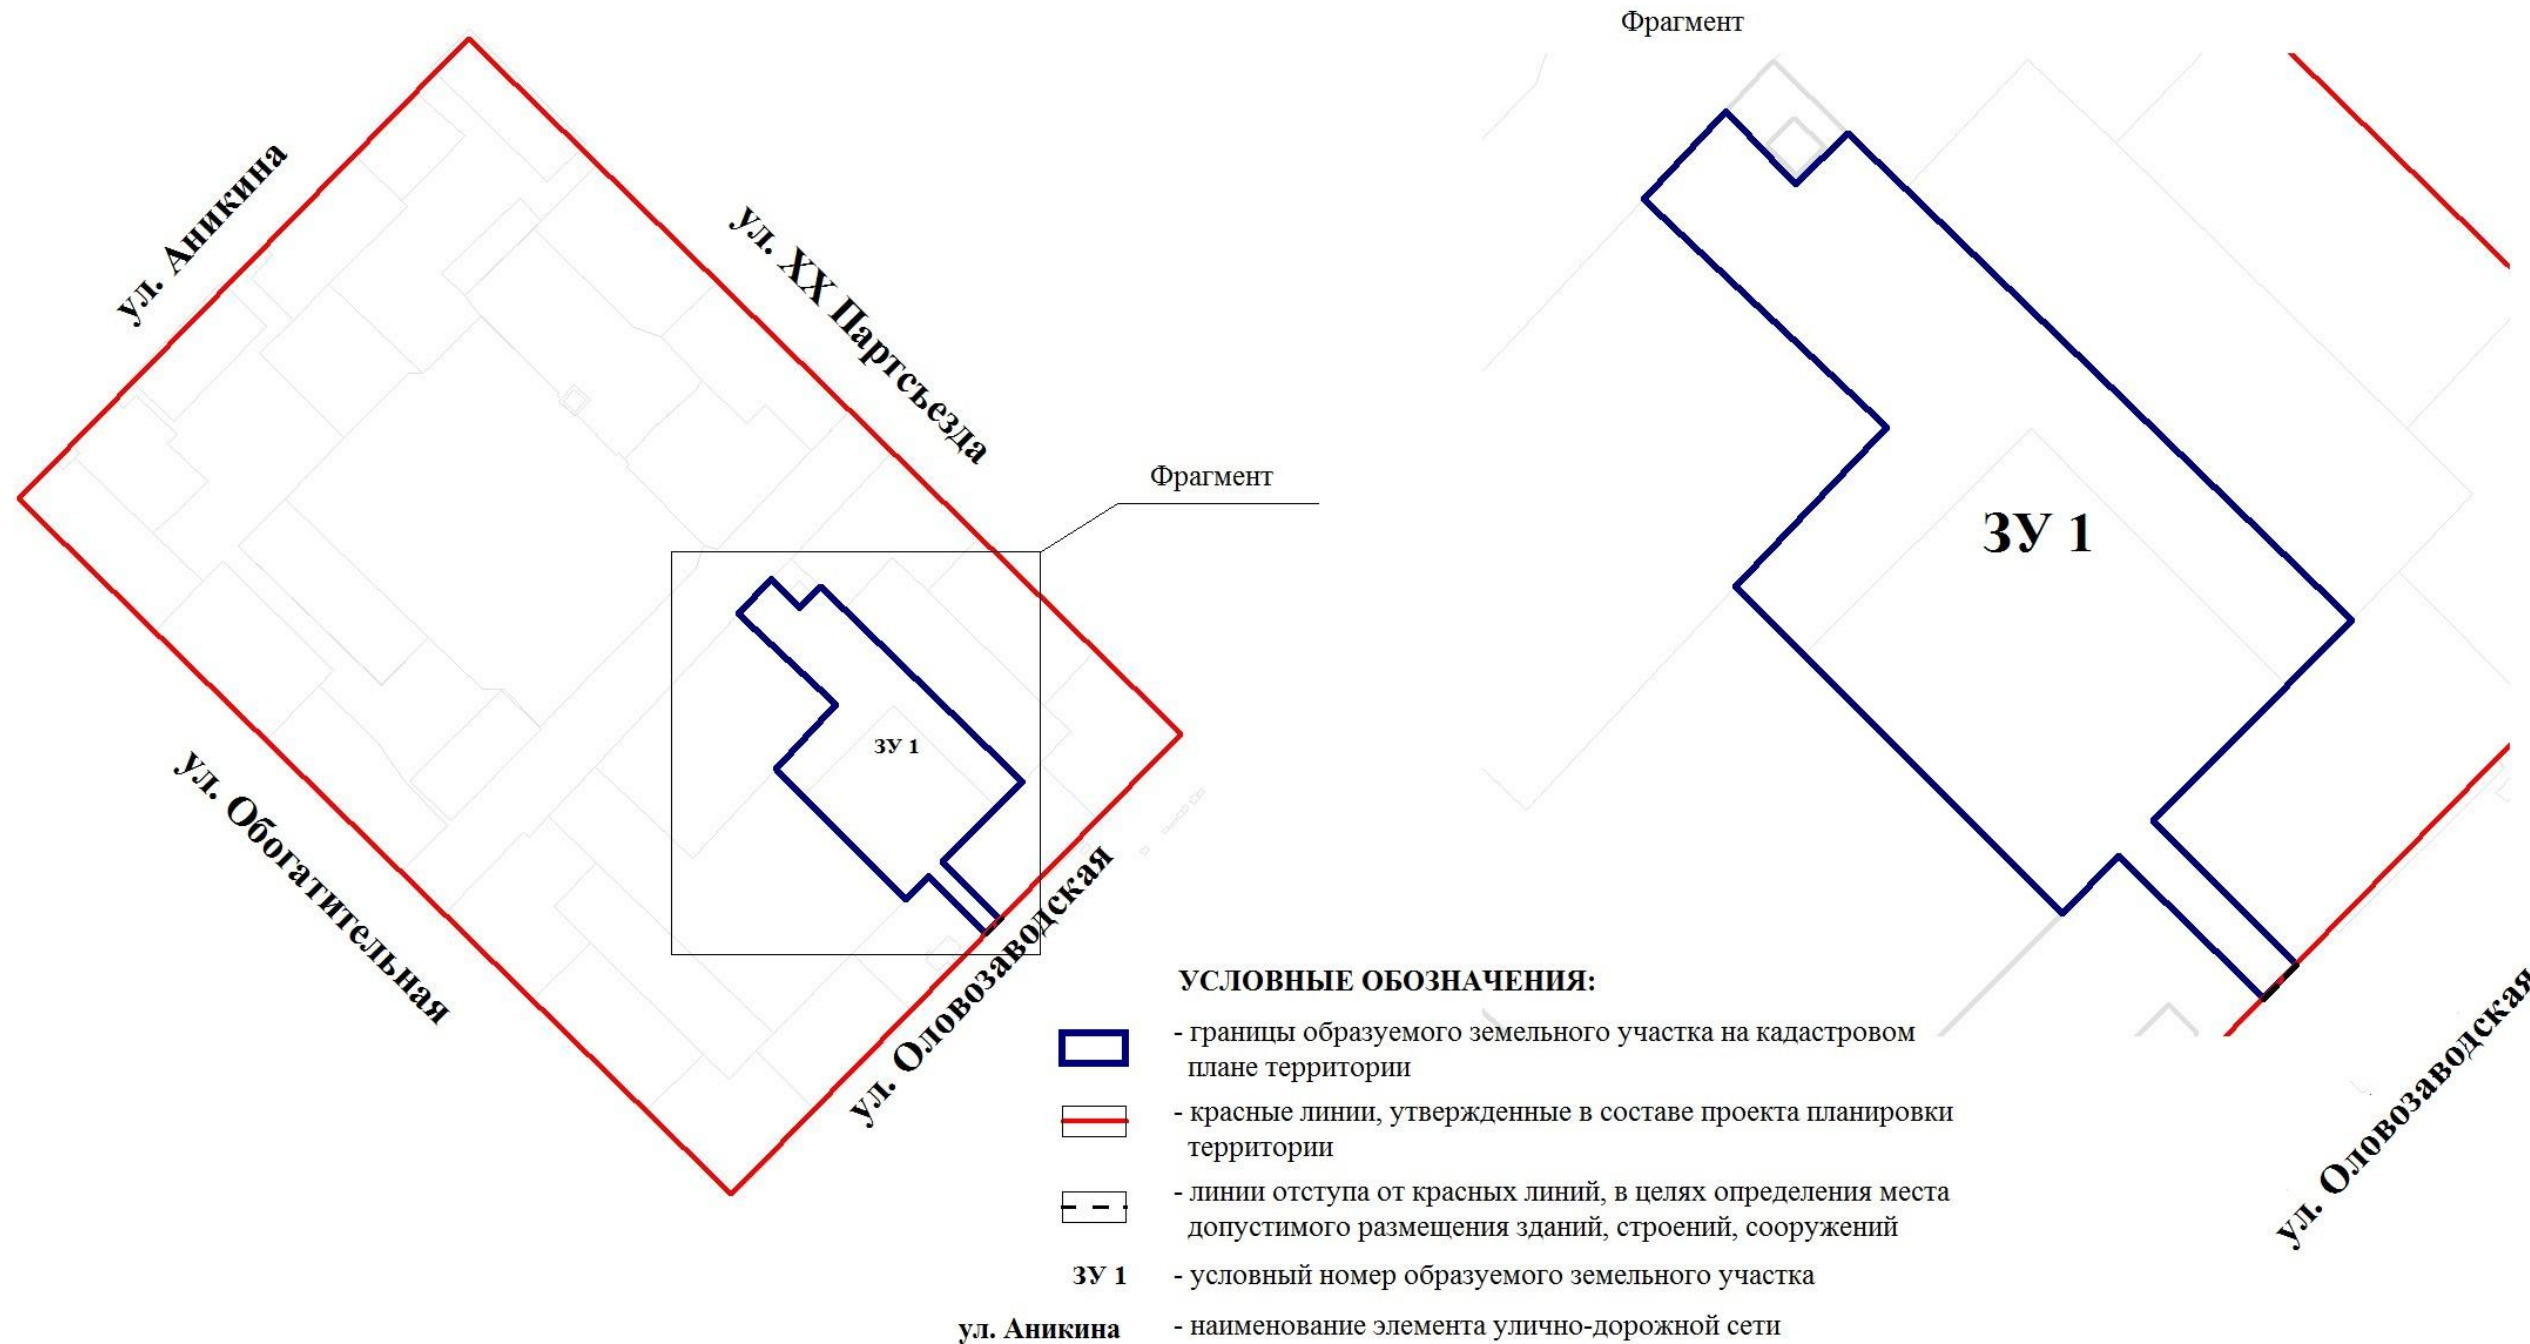 Фрагмент
ул. Аникина
ул. XX Партсъезда
Фрагмент
ЗУ 1
ЗУ 1
ул. Обогатительная
ул. Оловозаводская
ул. Оловозаводская
УСЛОВНЫЕ ОБОЗНАЧЕНИЯ:
- границы образуемого земельного участка на кадастровом
плане территории
- красные линии, утвержденные в составе проекта планировки
территории
- линии отступа от красных линий, в целях определения места
допустимого размещения зданий, строений, сооружений
ЗУ 1 - условный номер образуемого земельного участка
ул. Аникина - наименование элемента улично-дорожной сети